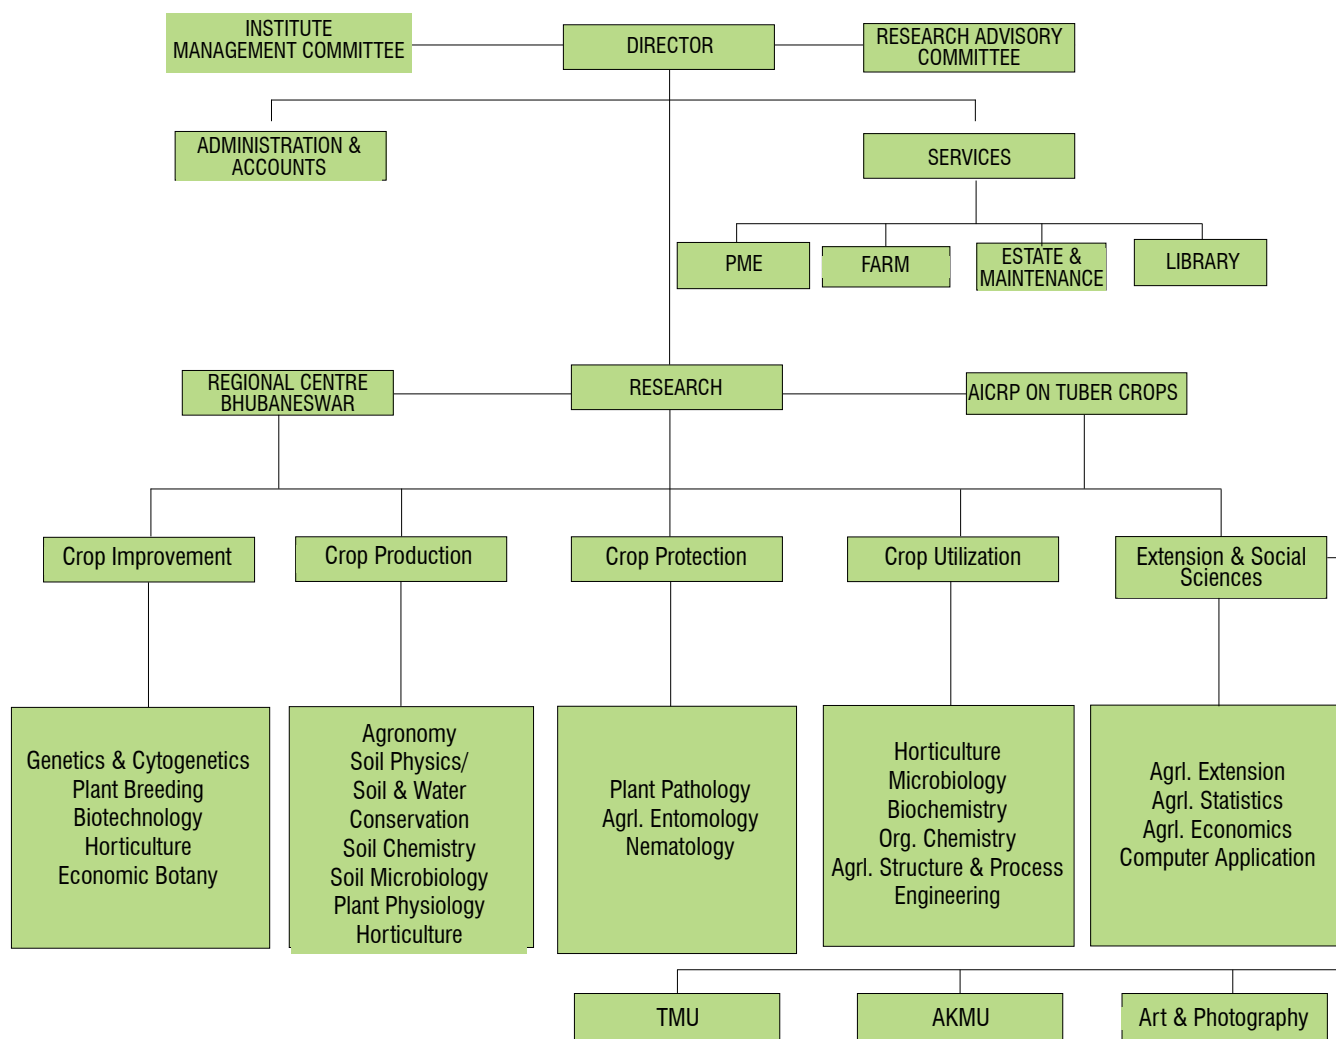 INSTITUTE
MANAGEMENT COMMITTEE
DIRECTOR
RESEARCH ADVISORY
COMMITTEE
ADMINISTRATION &
ACCOUNTS
SERVICES
PME
FARM
ESTATE &
MAINTENANCE
LIBRARY
REGIONAL CENTRE
BHUBANESWAR
RESEARCH
AICRP ON TUBER CROPS
Crop Improvement
Crop Production
Crop Protection
Crop Utilization
Extension & Social
Sciences
Genetics & Cytogenetics
Plant Breeding
Biotechnology
Horticulture
Economic Botany
Agronomy
Soil Physics/
Soil & Water
Conservation
Soil Chemistry
Soil Microbiology
Plant Physiology
Horticulture
Plant Pathology
Agrl. Entomology
Nematology
Horticulture
Microbiology
Biochemistry
Org. Chemistry
Agrl. Structure & Process
Engineering
Agrl. Extension
Agrl. Statistics
Agrl. Economics
Computer Application
TMU
AKMU
Art & Photography